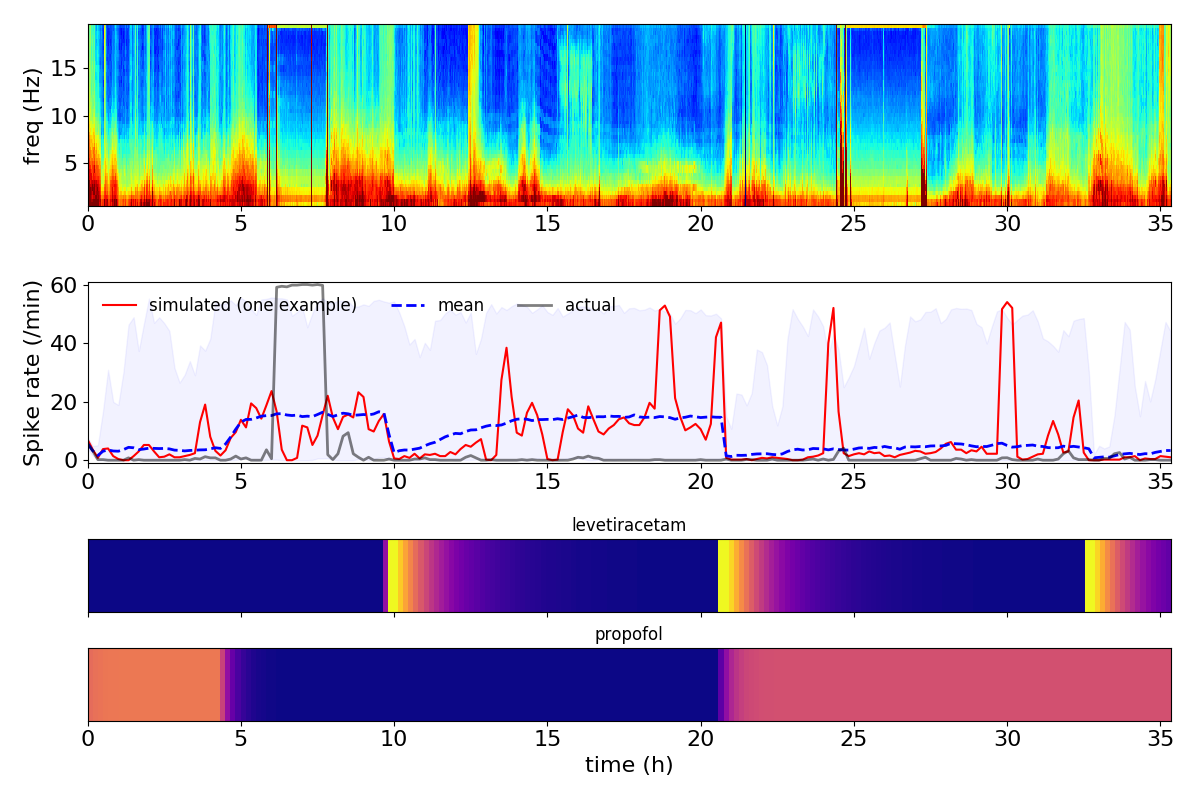 freq (Hz)
15
10
5
0 5 10 15 20 25 30 35
Spike rate (/min)
60
40
20
0
simulated (one example) mean actual
0 5 10 15 20 25 30 35
levetiracetam
propofol
0 5 10 15 20 25 30 35
time (h)